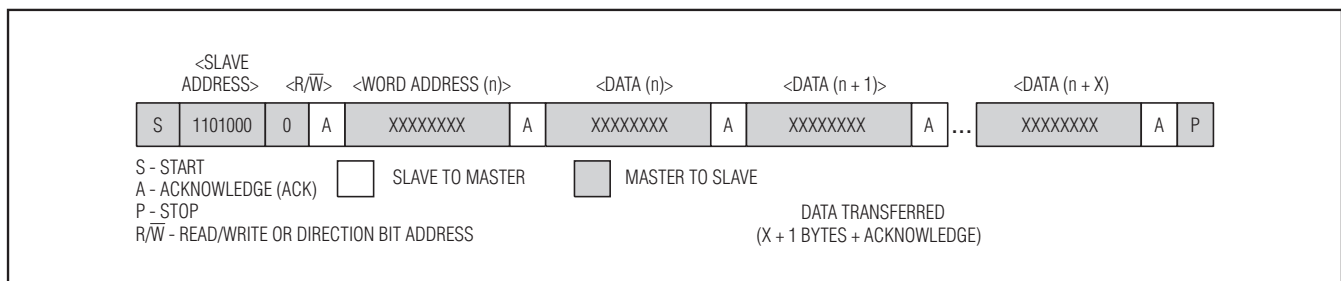 <SLAVE
ADDRESS> <R/W̅> <WORD ADDRESS (n)> <DATA (n)> <DATA (n + 1)> <DATA (n + X)
S 1101000 0 A XXXXXXXX A XXXXXXXX A XXXXXXXX A ... XXXXXXXX A P
S - START
A - ACKNOWLEDGE (ACK) SLAVE TO MASTER MASTER TO SLAVE
P - STOP
R/W̅ - READ/WRITE OR DIRECTION BIT ADDRESS
DATA TRANSFERRED
(X + 1 BYTES + ACKNOWLEDGE)